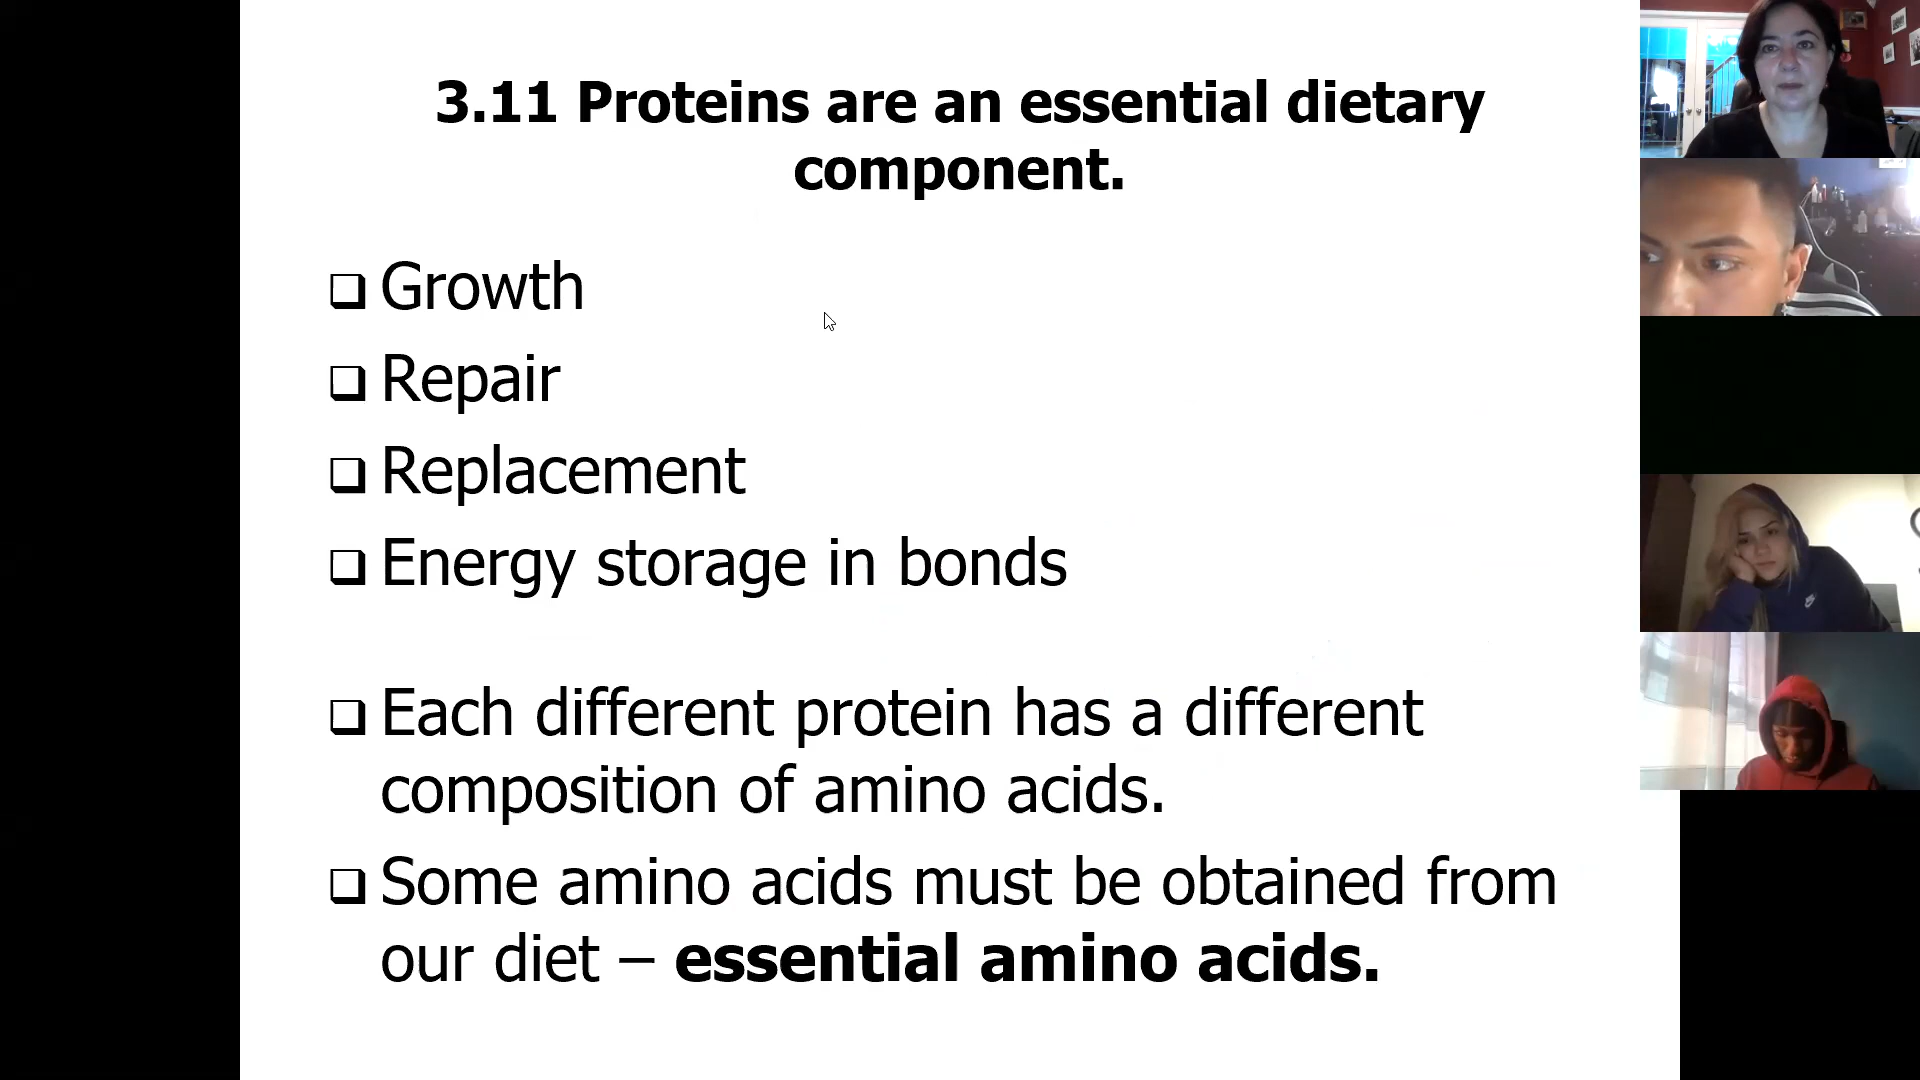 3.11 Proteins are an essential dietary
component.
Growth
Repair
Replacement
Energy storage in bonds
Each different protein has a different
composition of amino acids.
Some amino acids must be obtained from
our diet – essential amino acids.